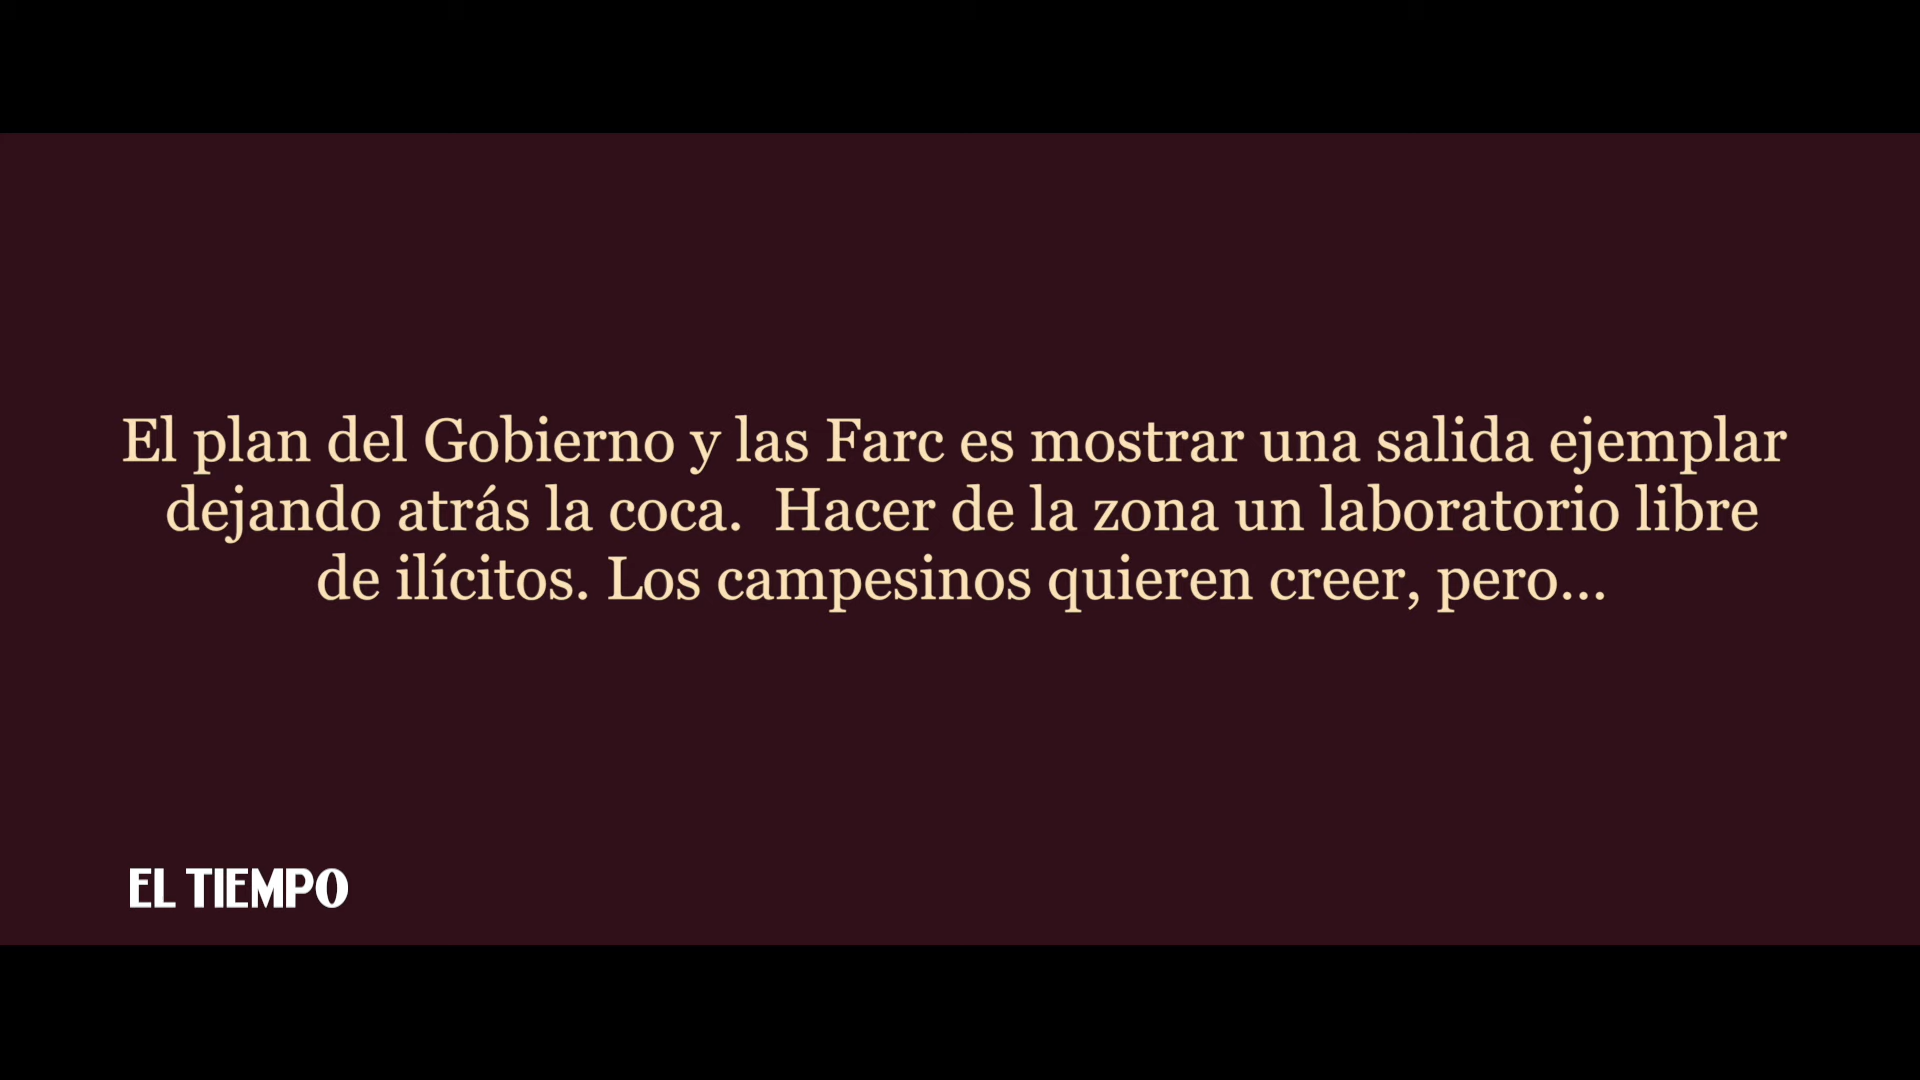 El plan del Gobierno y las Farc es mostrar una salida ejemplar
dejando atrás la coca.  Hacer de la zona un laboratorio libre
de ilícitos. Los campesinos quieren creer, pero...
EL TIEMPO